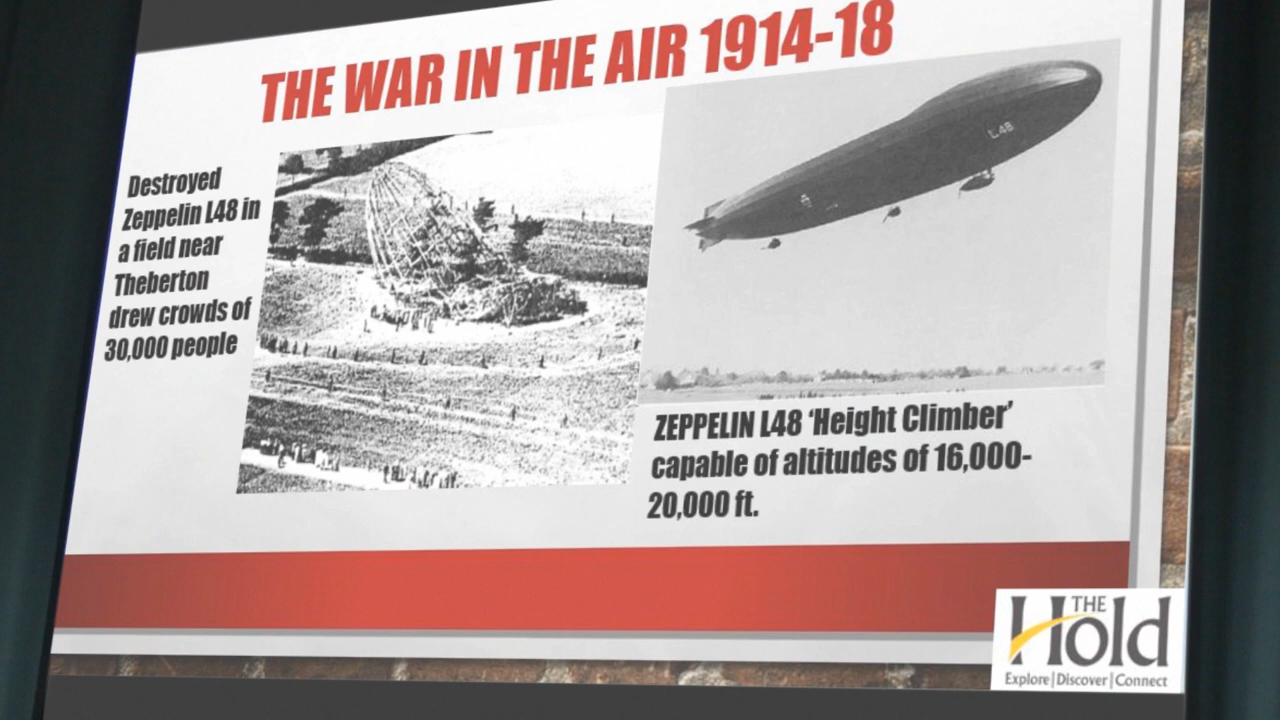 THE WAR IN THE AIR 1914-18
Destroyed
Zeppelin L48 in
a field near
Theberton
drew crowds of
30,000 people
L 48
ZEPPELIN L48 ‘Height Climber’
capable of altitudes of 16,000-
20,000 ft.
THE
Hold
Explore|Discover|Connect